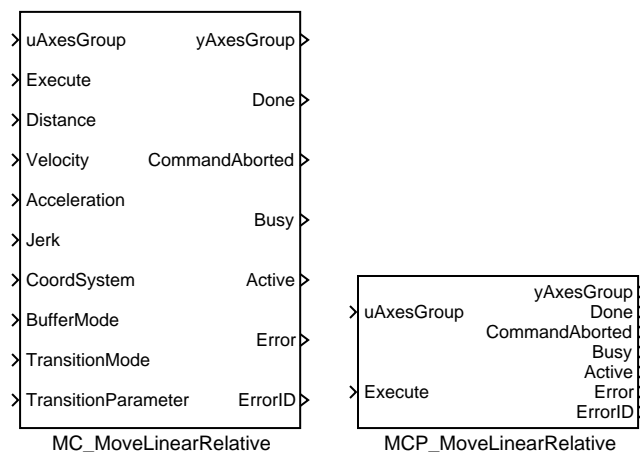 uAxesGroup yAxesGroup
Execute
Done
Distance
Velocity CommandAborted
Acceleration
Busy
Jerk
CoordSystem Active
BufferMode
Error
TransitionMode
TransitionParameter ErrorID
MC_MoveLinearRelative
yAxesGroup
uAxesGroup Done
CommandAborted
Busy
Active
Execute Error
ErrorID
MCP_MoveLinearRelative